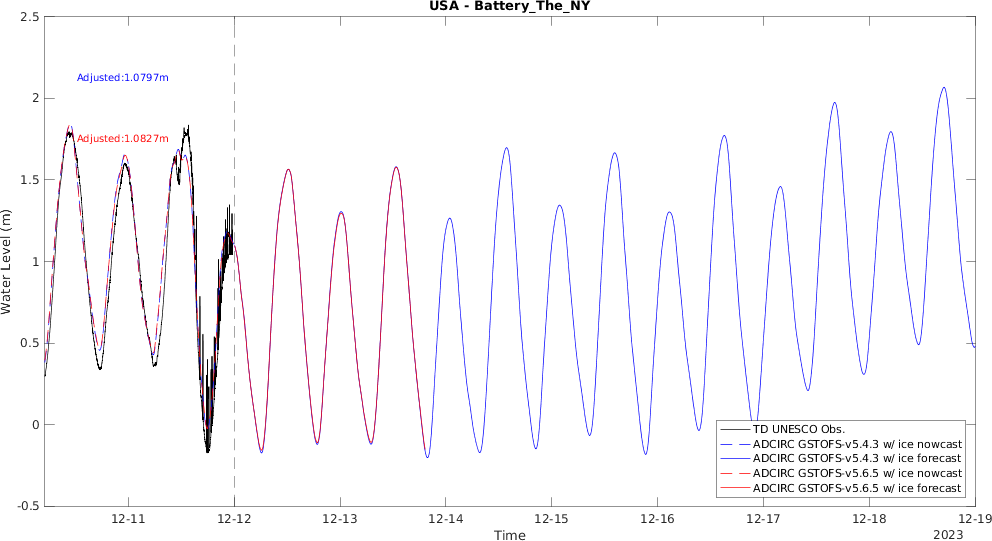 USA - Battery_The_NY
2.5
2
1.5
1
0.5
0
-0.5
Water Level (m)
Adjusted:1.0797m
Adjusted:1.0827m
TD UNESCO Obs.
ADCIRC GSTOFS-v5.4.3 w/ ice nowcast
ADCIRC GSTOFS-v5.4.3 w/ ice forecast
ADCIRC GSTOFS-v5.6.5 w/ ice nowcast
ADCIRC GSTOFS-v5.6.5 w/ ice forecast
12-11 12-12 12-13 12-14 12-15 12-16 12-17 12-18 12-19
Time
2023